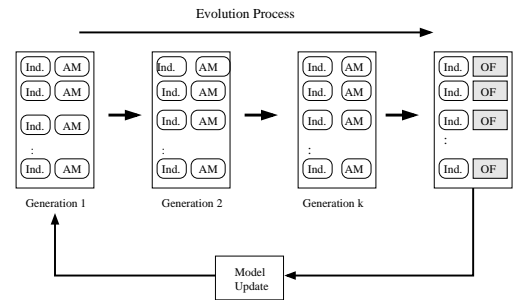 Evolution Process
Ind. AM Ind. AM Ind. AM Ind. OF
Ind. AM Ind. AM Ind. AM Ind. OF
Ind. AM Ind. AM Ind. AM Ind. OF
: : : :
Ind. AM Ind. AM Ind. AM Ind. OF
Generation 1 Generation 2 Generation k
Model
Update